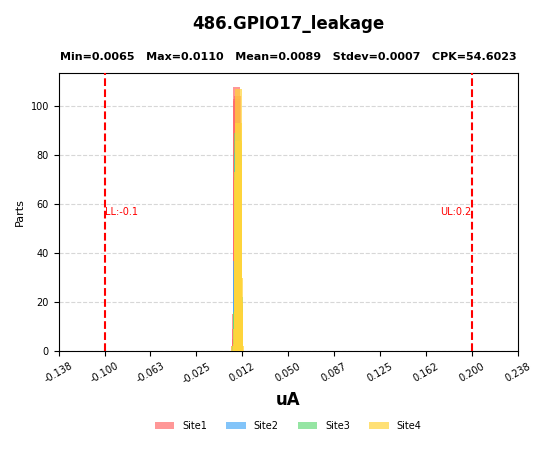 486.GPIO17_leakage
Min=0.0065 Max=0.0110 Mean=0.0089 Stdev=0.0007 CPK=54.6023
Parts
100
80
60
40
20
0
LL:-0.1
UL:0.2
-0.138 -0.100 -0.063 -0.025 0.012 0.050 0.087 0.125 0.162 0.200 0.238
uA
Site1 Site2 Site3 Site4